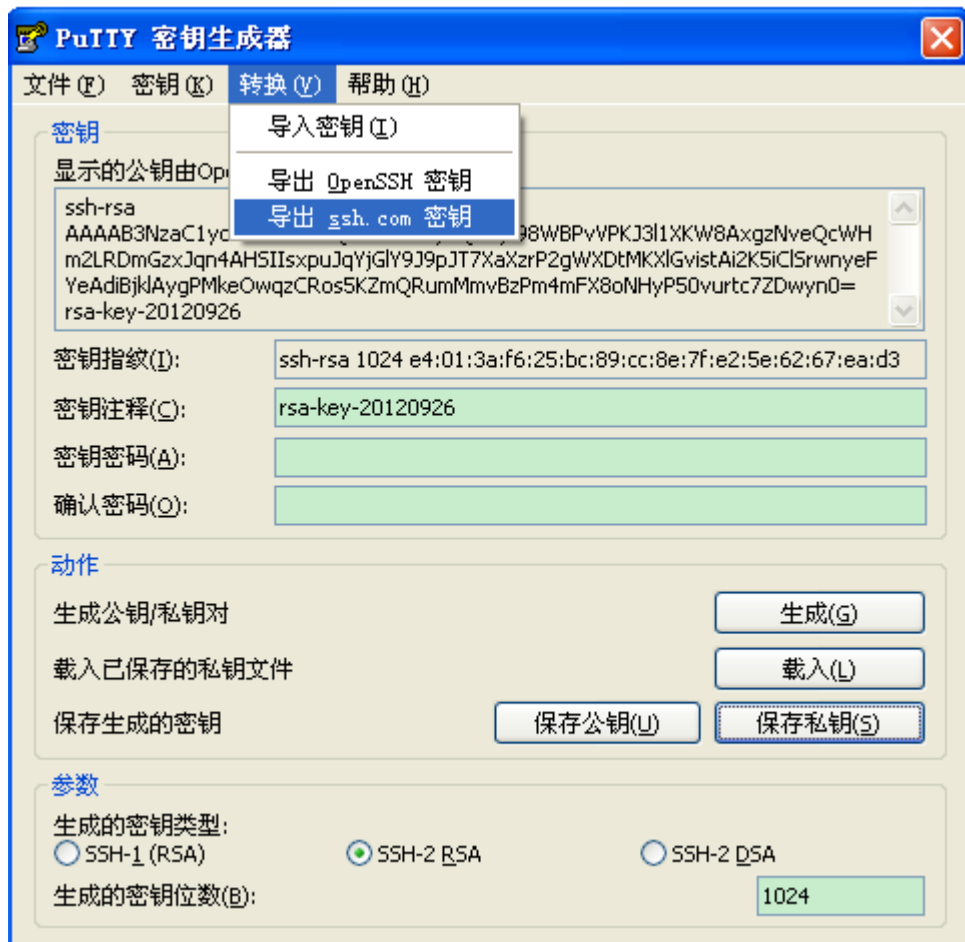 PuTTY 密钥生成器
文件(F) 密钥(K) 转换(V) 帮助(H)
导入密钥(I)
导出 OpenSSH 密钥
导出 ssh.com 密钥
密钥
显示的公钥由Op
ssh-rsa
AAAAB3NzaC1yc 98WBPvVPKJ3l1XKW8AxgzNveQcWH
m2LRDmGzxJqn4AH5IIsxpuJqYjGlY9J9pJT7XaXzrP2gWXDtMKXlGvistAi2K5iClSrwnyeF
YeAdiBjklAygPMkeOwqzCRos5KZmQRumMmvBzPm4mFX8oNHyP50vurtc7ZDwyn0=
rsa-key-20120926
密钥指纹(I): ssh-rsa 1024 e4:01:3a:f6:25:bc:89:cc:8e:7f:e2:5e:62:67:ea:d3
密钥注释(C): rsa-key-20120926
密钥密码(A):
确认密码(O):
动作
生成公钥/私钥对 生成(G)
载入已保存的私钥文件 载入(L)
保存生成的密钥 保存公钥(U) 保存私钥(S)
参数
生成的密钥类型:
SSH-1 (RSA) SSH-2 RSA SSH-2 DSA
生成的密钥位数(B): 1024